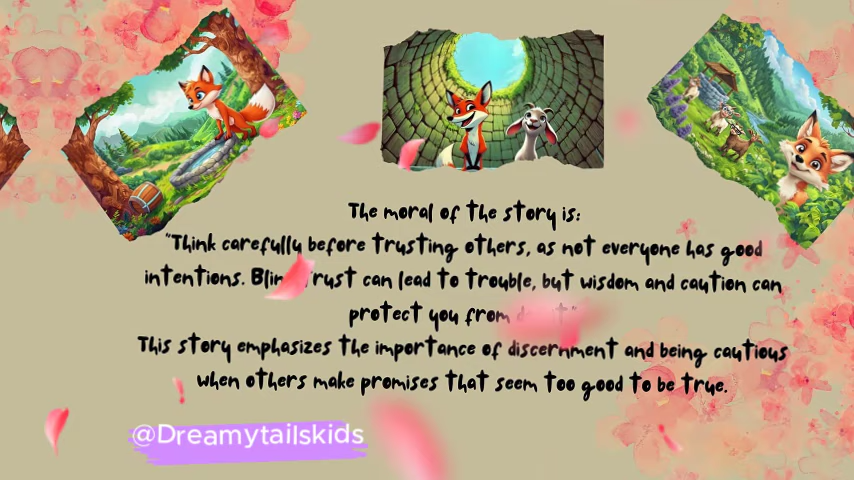 The moral of the story is:
"Think carefully before trusting others, as not everyone has good
intentions. Blind trust can lead to trouble, but wisdom and caution can
protect you from
This story emphasizes the importance of discernment and being cautious
when others make promises that seem too good to be true.
@Dreamytailskids